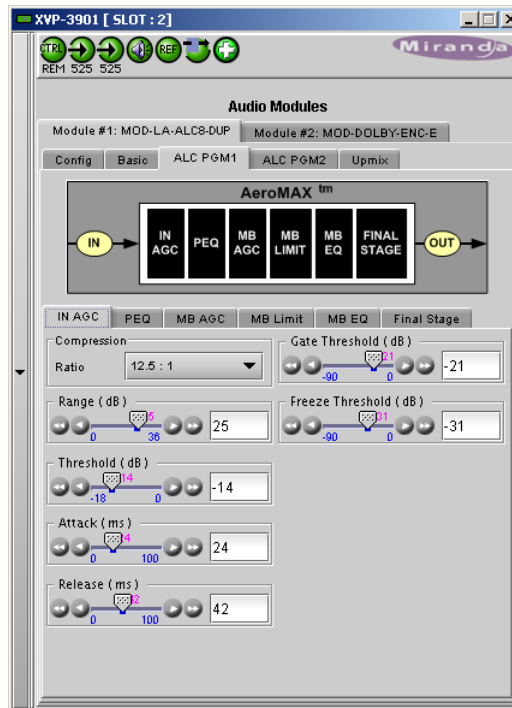 XVP-3901 [ SLOT : 2]
CTRL REF
REM 525 525
Miranda
Audio Modules
Module #1: MOD-LA-ALC8-DUP Module #2: MOD-DOLBY-ENC-E
Config Basic ALC PGM1 ALC PGM2 Upmix
AeroMAX tm
IN IN AGC PEQ MB AGC MB LIMIT MB EQ FINAL STAGE OUT
IN AGC PEQ MB AGC MB Limit MB EQ Final Stage
Compression
Ratio 12.5 : 1
Gate Threshold ( dB )
21
-90 0 -21
Range ( dB )
5
0 36 25
Freeze Threshold ( dB )
31
-90 0 -31
Threshold ( dB )
14
-18 0 -14
Attack ( ms )
4
0 100 24
Release ( ms )
2
0 100 42